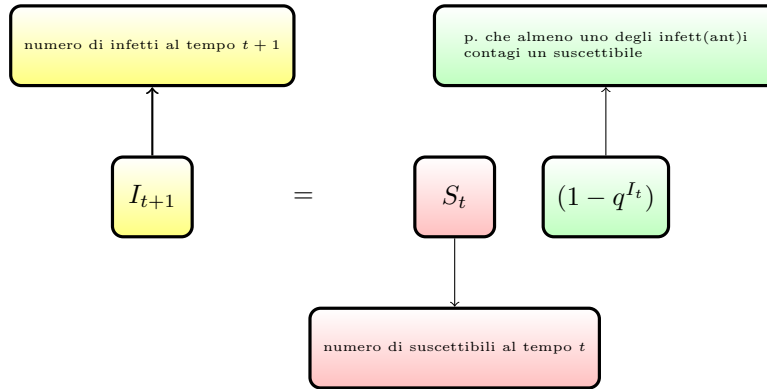 numero di infetti al tempo t + 1
p. che almeno uno degli infett(ant)i
contagi un suscettibile
I_{t+1} = S_t (1 − q^{I_t})
numero di suscettibili al tempo t